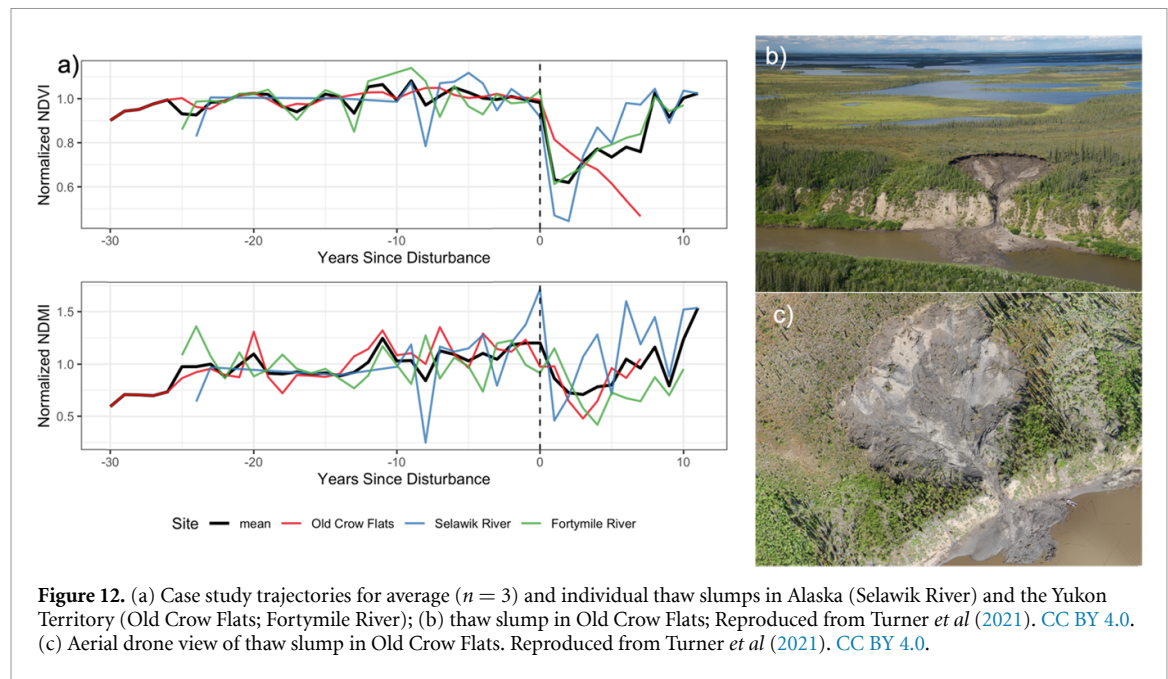 a)
Normalized NDVI
1.0
0.8
0.6
-30
-20
-10
0
10
Years Since Disturbance
Normalized NDMI
1.5
1.0
0.5
-30
-20
-10
0
10
Years Since Disturbance
Site mean Old Crow Flats Selawik River Fortymile River
b)
c)
Figure 12. (a) Case study trajectories for average (n = 3) and individual thaw slumps in Alaska (Selawik River) and the Yukon
Territory (Old Crow Flats; Fortymile River); (b) thaw slump in Old Crow Flats; Reproduced from Turner et al (2021). CC BY 4.0.
(c) Aerial drone view of thaw slump in Old Crow Flats. Reproduced from Turner et al (2021). CC BY 4.0.